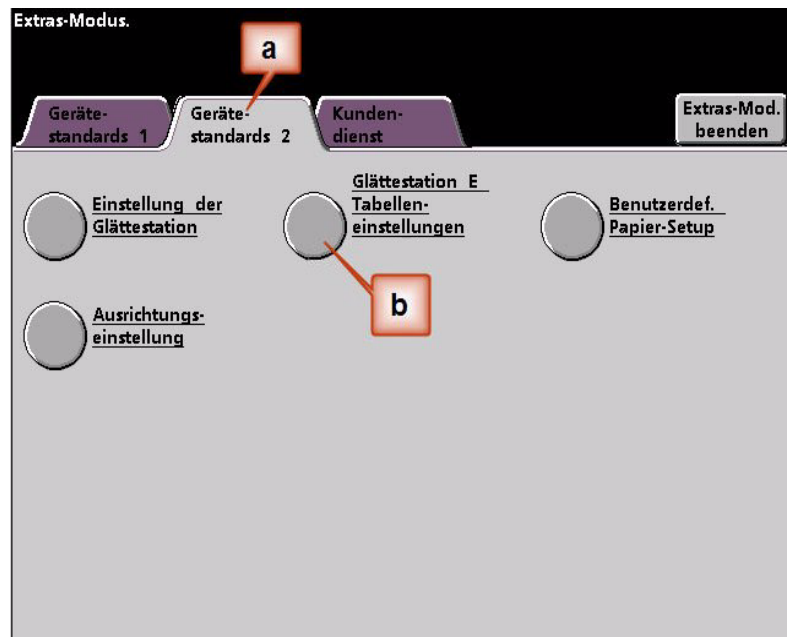 Extras-Modus.
a
Geräte-
standards 1
Geräte-
standards 2
Kunden-
dienst
Extras-Mod.
beenden
Einstellung der
Glättestation
Glättestation E
Tabellen-
einstellungen
Benutzerdef.
Papier-Setup
b
Ausrichtungs-
einstellung